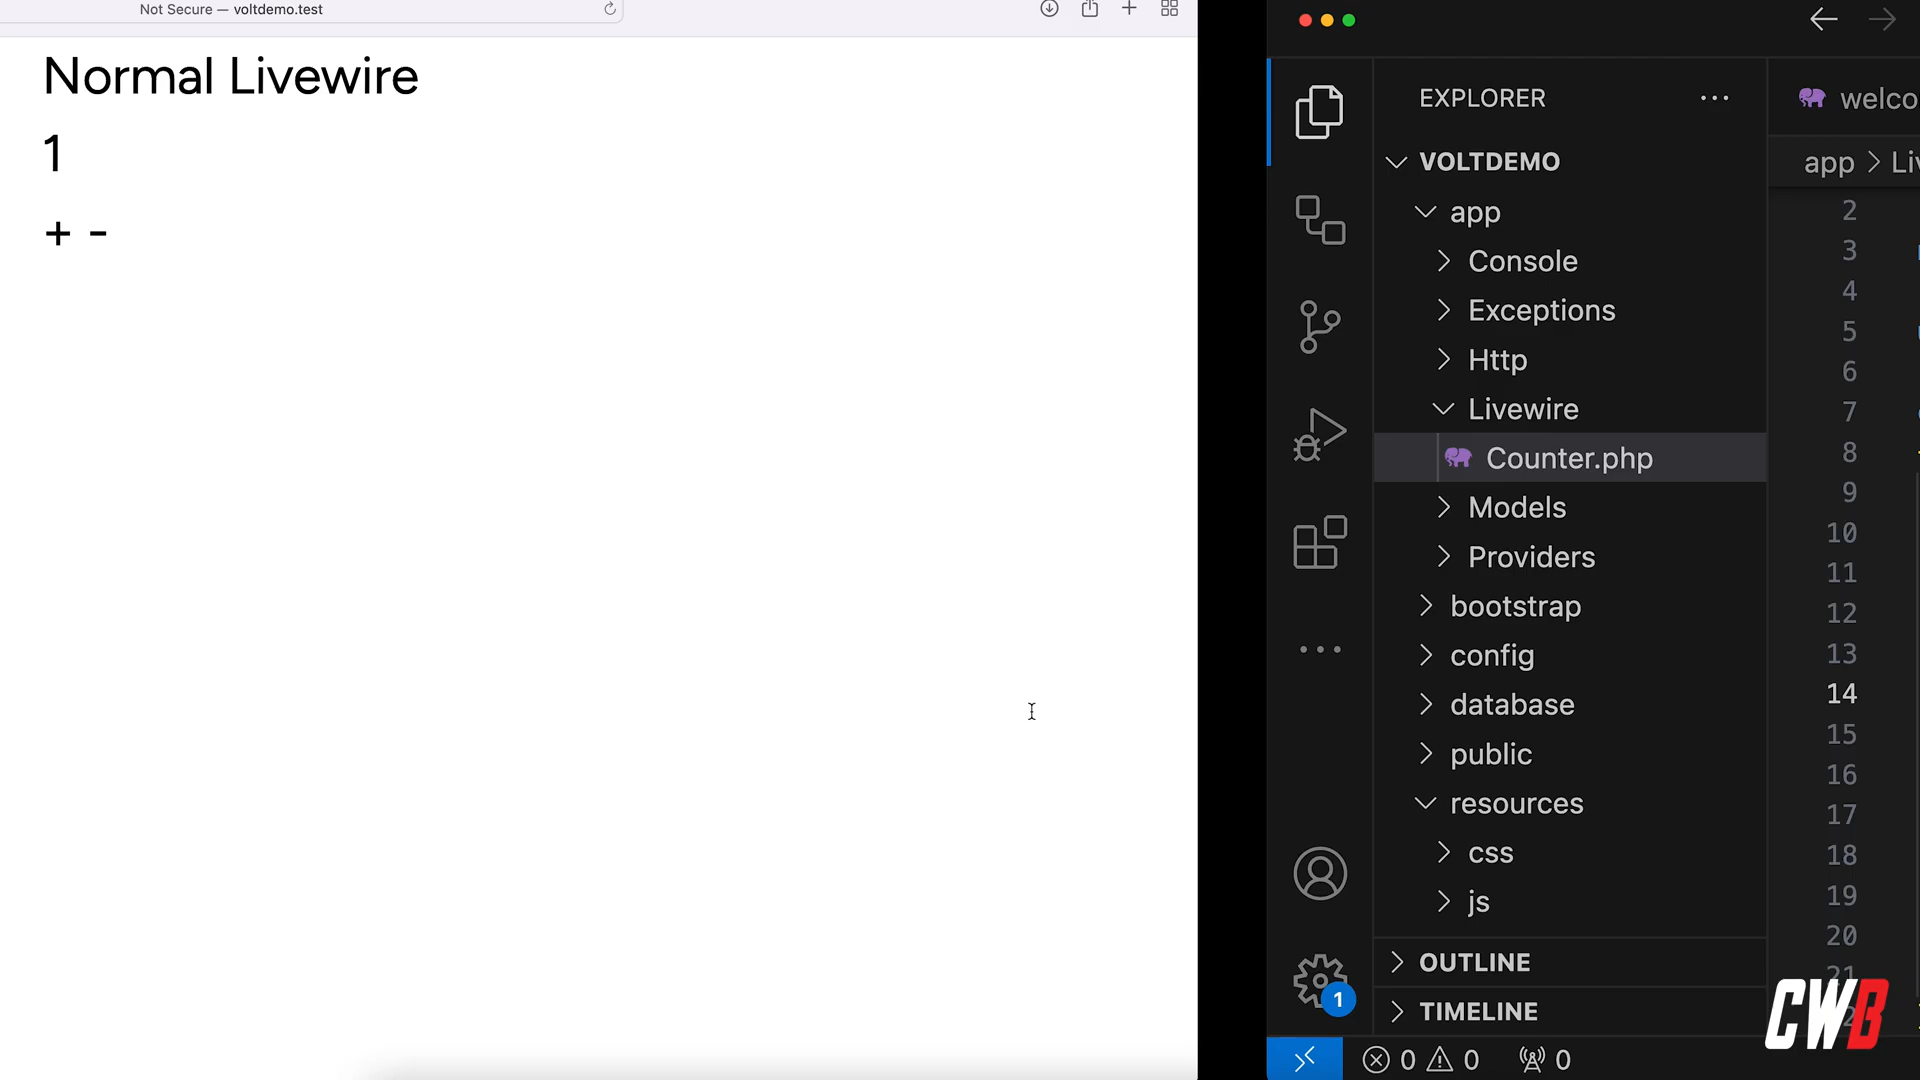 Not Secure — voltdemo.test
Normal Livewire
1
+ -
EXPLORER
VOLTDEMO
app
Console
Exceptions
Http
Livewire
Counter.php
Models
Providers
bootstrap
config
database
public
resources
css
js
OUTLINE
TIMELINE
1
0 0 0
welco
app > Liv
2
3
4
5
6
7
8
9
10
11
12
13
14
15
16
17
18
19
20
21
CWB